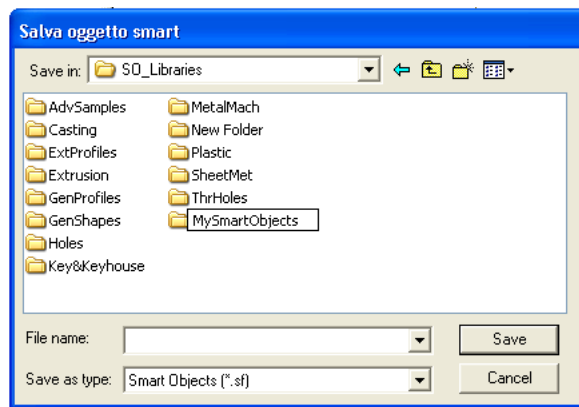 Salva oggetto smart
Save in: SO_Libraries
AdvSamples MetalMach
Casting New Folder
ExtProfiles Plastic
Extrusion SheetMet
GenProfiles ThrHoles
GenShapes MySmartObjects
Holes
Key&Keyhouse
File name: Save
Save as type: Smart Objects (*.sf) Cancel